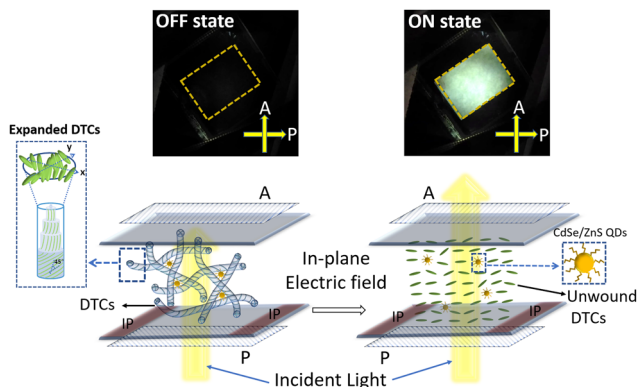 OFF state
ON state
A
P
A
P
Expanded DTCs
y
x
45°
A
A
CdSe/ZnS QDs
In-plane
Electric field
DTCs
Unwound
DTCs
IP
IP
IP
IP
P
P
Incident Light